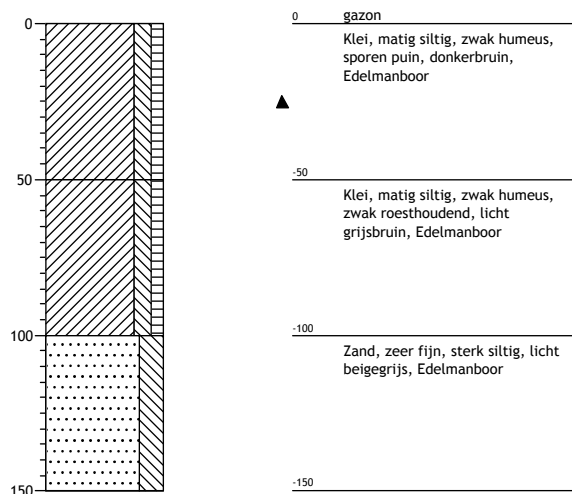 0
50
100
150
0 gazon
Klei, matig siltig, zwak humeus,
sporen puin, donkerbruin,
Edelmanboor
-50
Klei, matig siltig, zwak humeus,
zwak roesthoudend, licht
grijsbruin, Edelmanboor
-100
Zand, zeer fijn, sterk siltig, licht
beigegrijs, Edelmanboor
-150